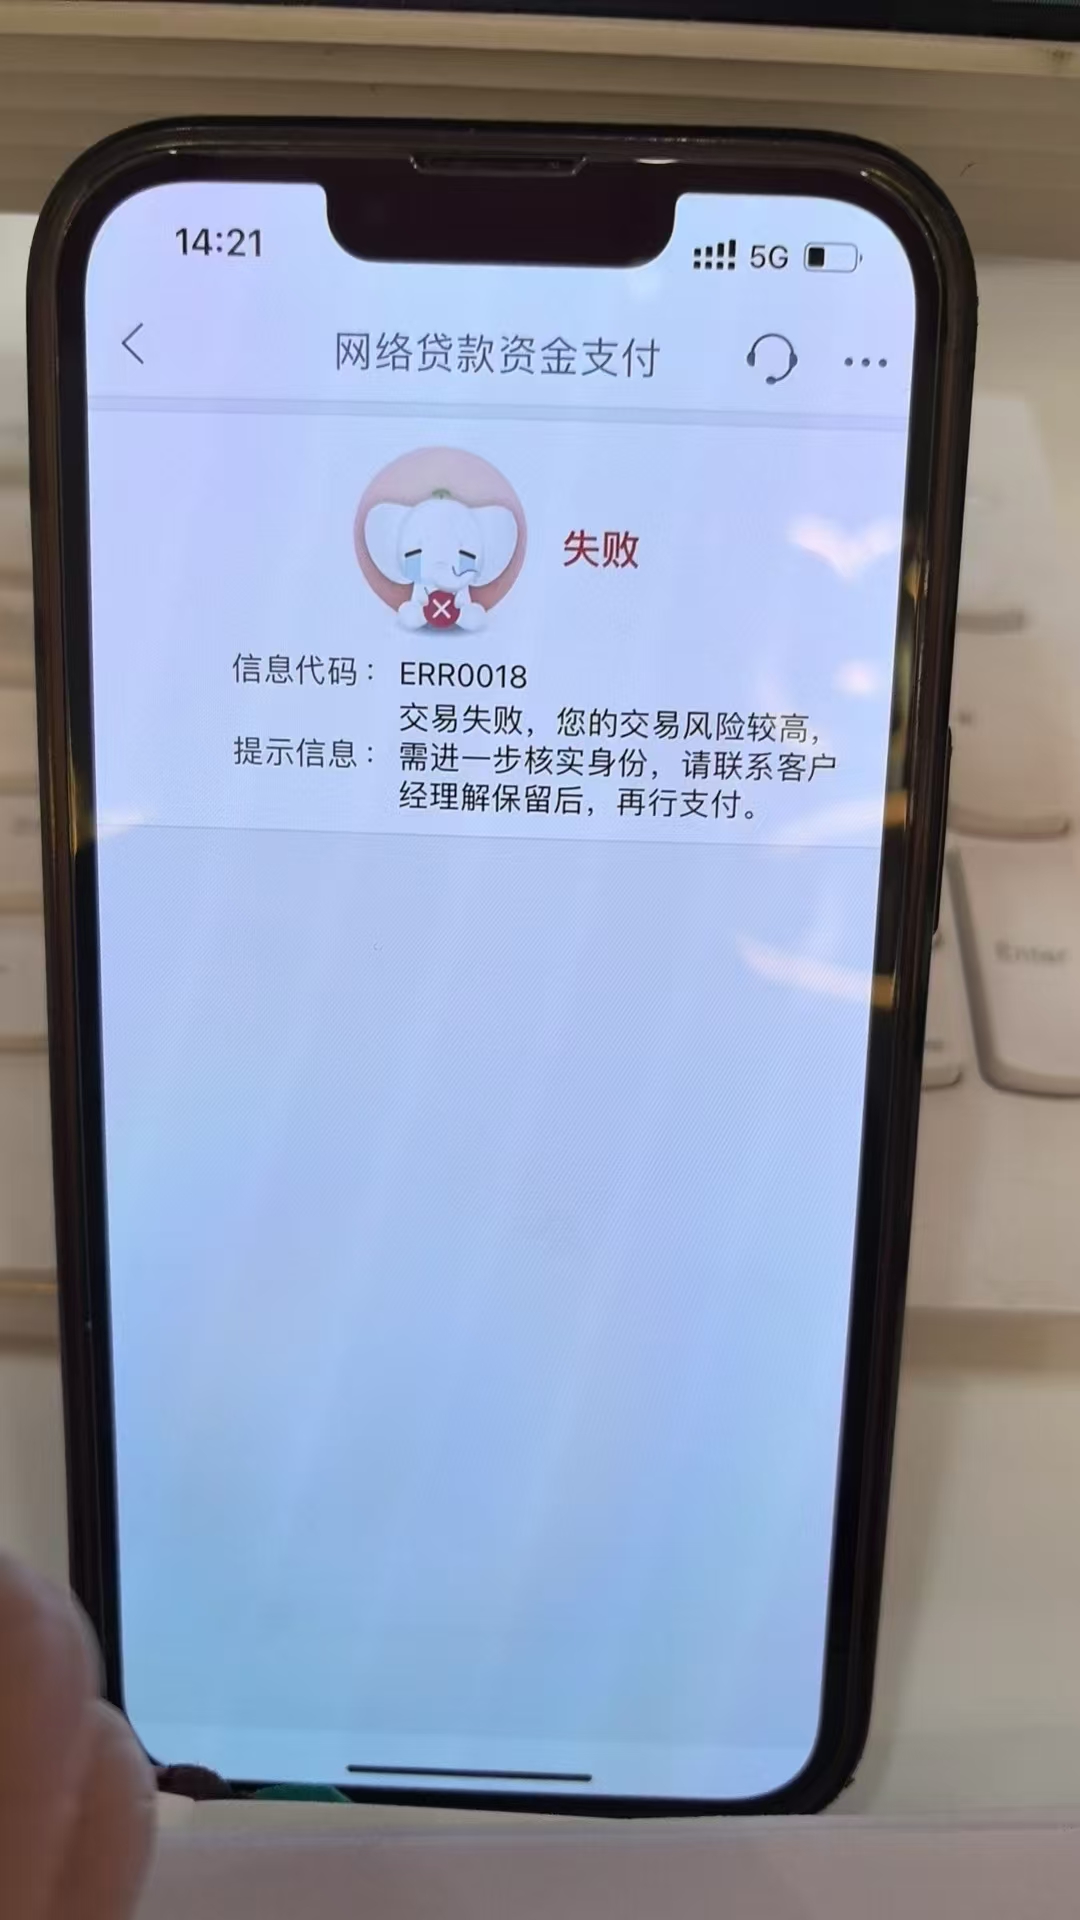 14:21
5G
网络贷款资金支付
失败
信息代码： ERR0018
提示信息： 交易失败，您的交易风险较高，
需进一步核实身份，请联系客户
经理解保留后，再行支付。
Enter